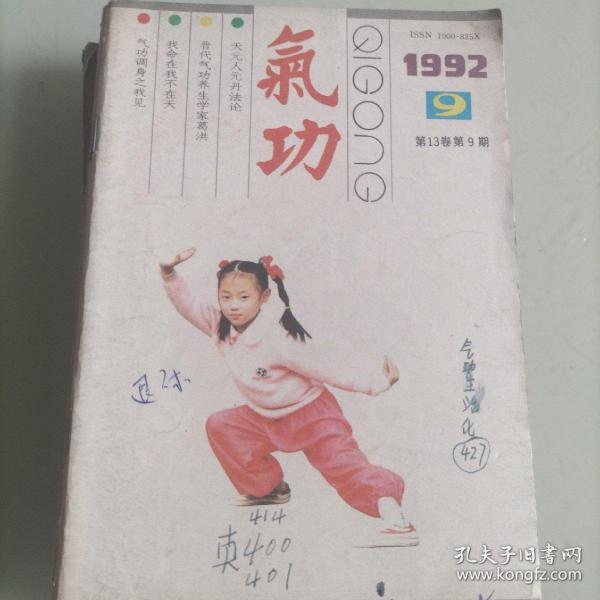 气功调身之我见
我命在我不在天
晋代气功养生学家葛洪
天元人元丹法论
氣功
QIGONG
ISSN 1000-825X
1992
9
第13卷第9期
427
414
400
401
孔夫子旧书网
www.kongfz.com